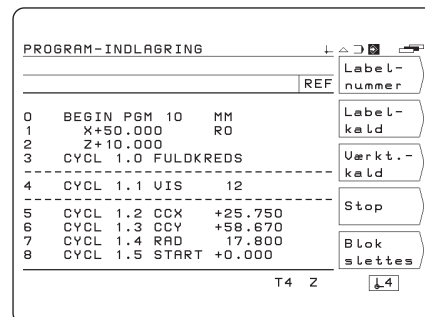 PROGRAM-INDLAGRING
REF
0 BEGIN PGM 10 MM
1 X+50.000 R0
2 Z+10.000
3 CYCL 1.0 FULDKREDS
4 CYCL 1.1 VIS 12
5 CYCL 1.2 CCX +25.750
6 CYCL 1.3 CCY +58.670
7 CYCL 1.4 RAD 17.800
8 CYCL 1.5 START +0.000
T4 Z
Label-
nummer
Label-
kald
Værkt.-
kald
Stop
Blok
slettes
4